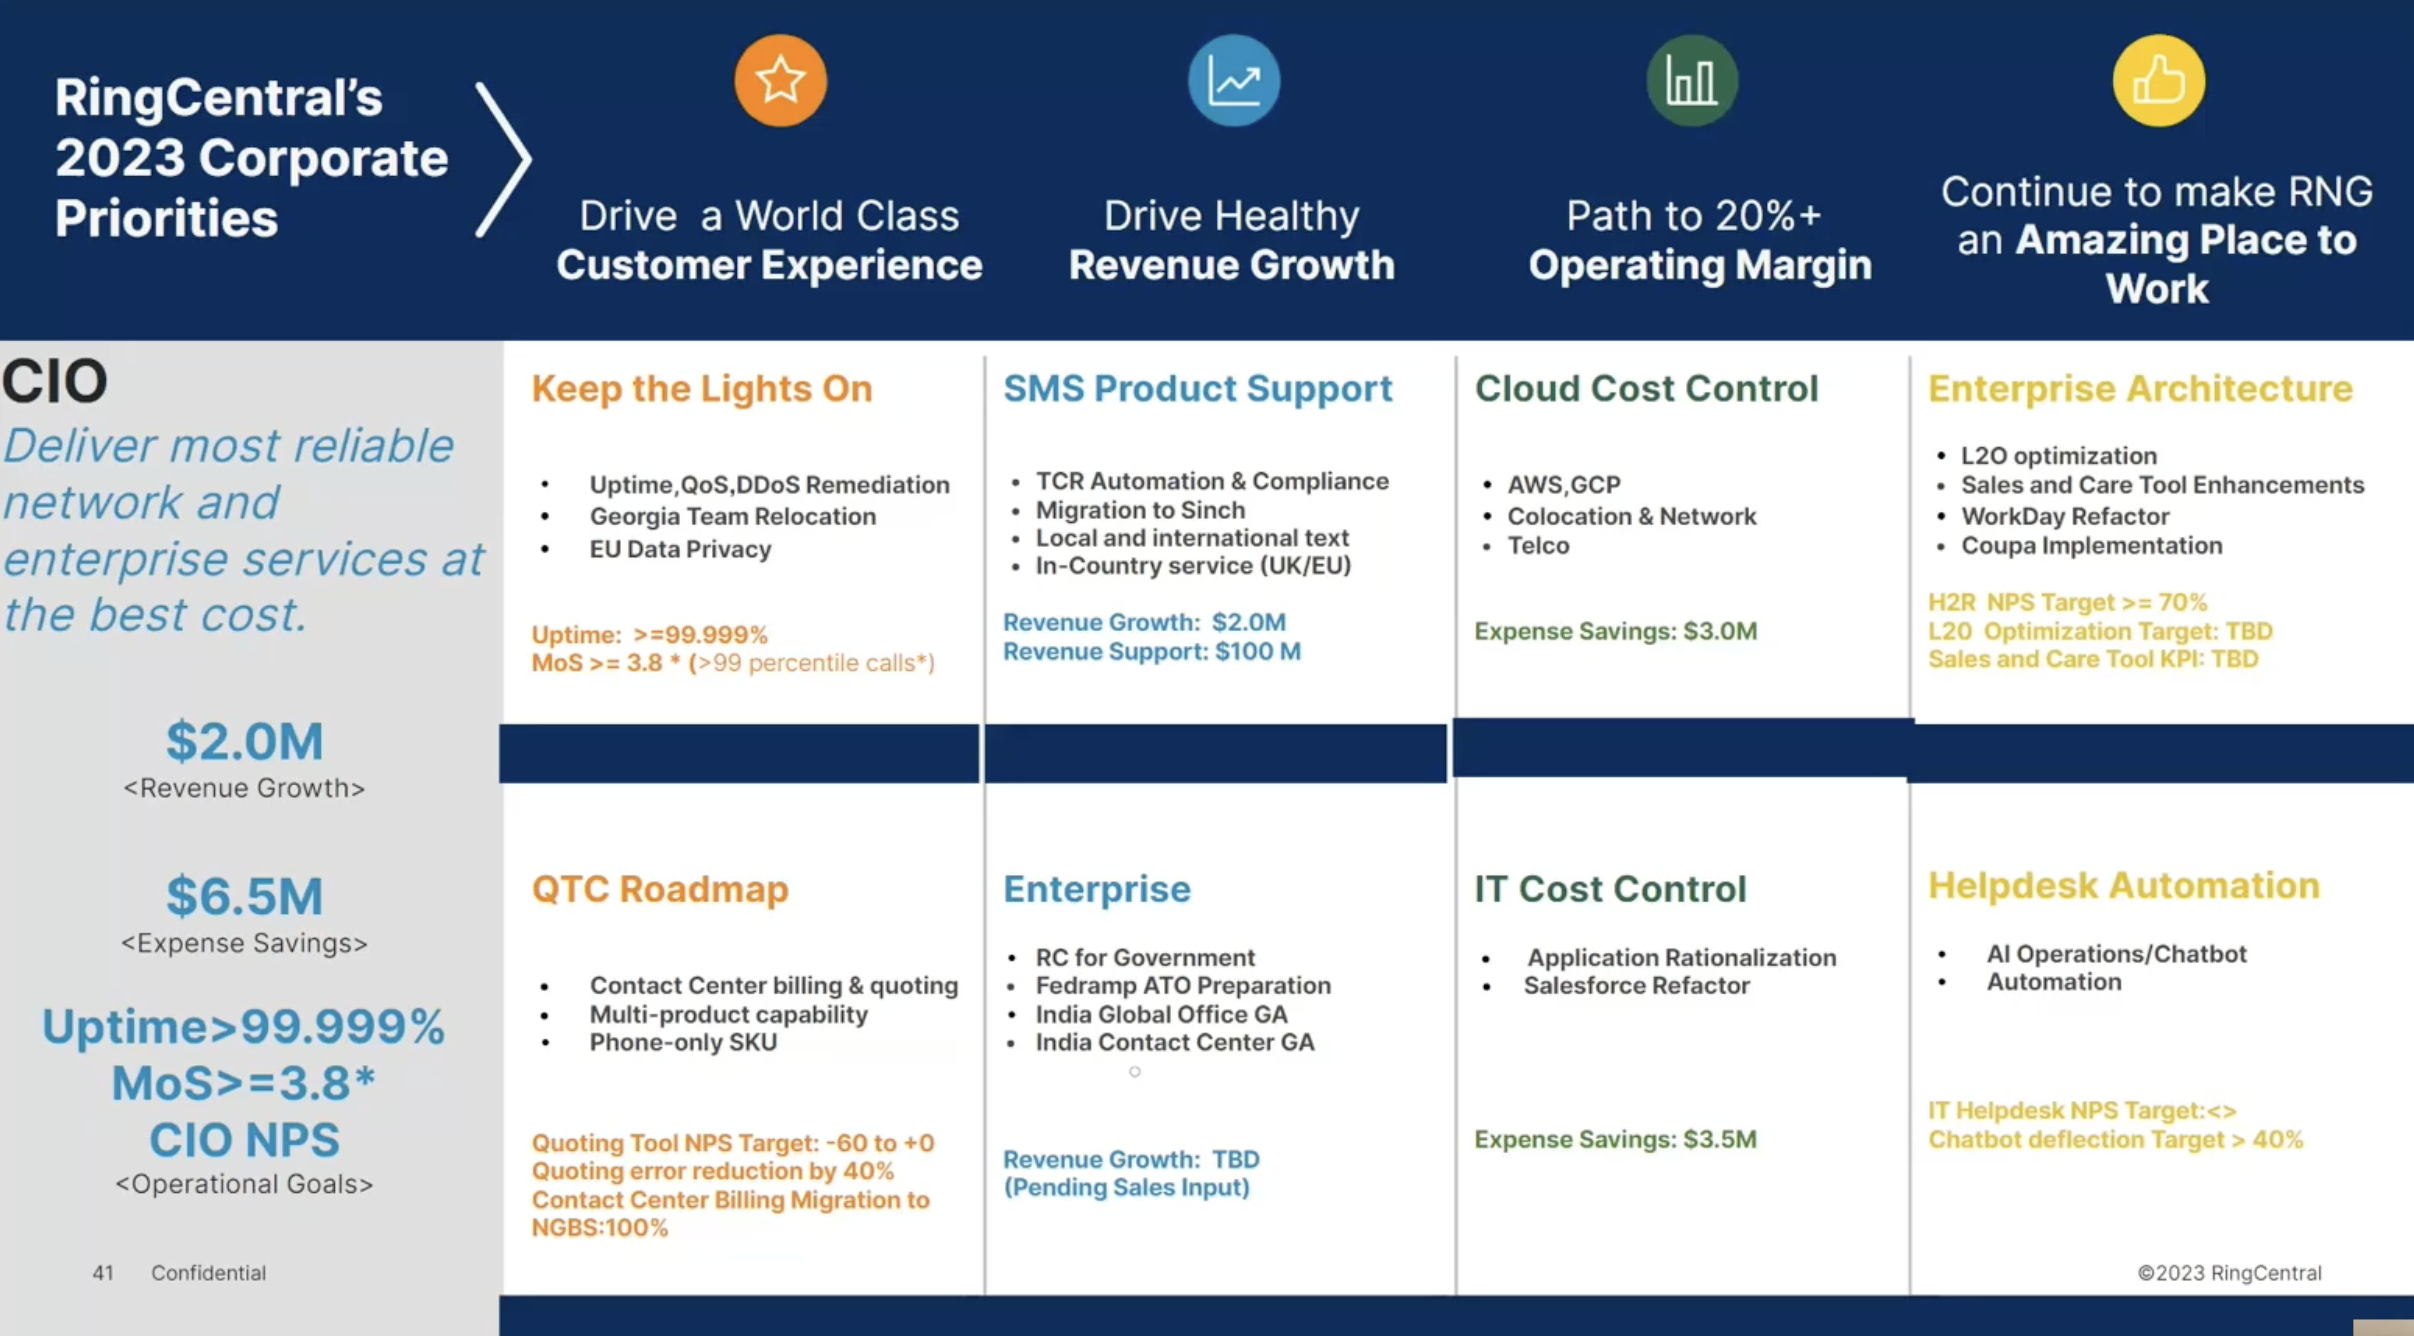 RingCentral's
2023 Corporate
Priorities
Drive a World Class
Customer Experience
Drive Healthy
Revenue Growth
Path to 20%+
Operating Margin
Continue to make RNG
an Amazing Place to
Work
CIO
Deliver most reliable
network and
enterprise services at
the best cost.
$2.0M
<Revenue Growth>
$6.5M
<Expense Savings>
Uptime>99.999%
MoS>=3.8*
CIO NPS
<Operational Goals>
41 Confidential
Keep the Lights On
• Uptime,QoS,DDoS Remediation
• Georgia Team Relocation
• EU Data Privacy
Uptime: >=99.999%
MoS >= 3.8 * (>99 percentile calls*)
SMS Product Support
• TCR Automation & Compliance
• Migration to Sinch
• Local and international text
• In-Country service (UK/EU)
Revenue Growth: $2.0M
Revenue Support: $100 M
Cloud Cost Control
• AWS,GCP
• Colocation & Network
• Telco
Expense Savings: $3.0M
Enterprise Architecture
• L2O optimization
• Sales and Care Tool Enhancements
• WorkDay Refactor
• Coupa Implementation
H2R NPS Target >= 70%
L20 Optimization Target: TBD
Sales and Care Tool KPI: TBD
QTC Roadmap
• Contact Center billing & quoting
• Multi-product capability
• Phone-only SKU
Quoting Tool NPS Target: -60 to +0
Quoting error reduction by 40%
Contact Center Billing Migration to
NGBS:100%
Enterprise
• RC for Government
• Fedramp ATO Preparation
• India Global Office GA
• India Contact Center GA
Revenue Growth: TBD
(Pending Sales Input)
IT Cost Control
• Application Rationalization
• Salesforce Refactor
Expense Savings: $3.5M
Helpdesk Automation
• AI Operations/Chatbot
• Automation
IT Helpdesk NPS Target:<>
Chatbot deflection Target > 40%
©2023 RingCentral